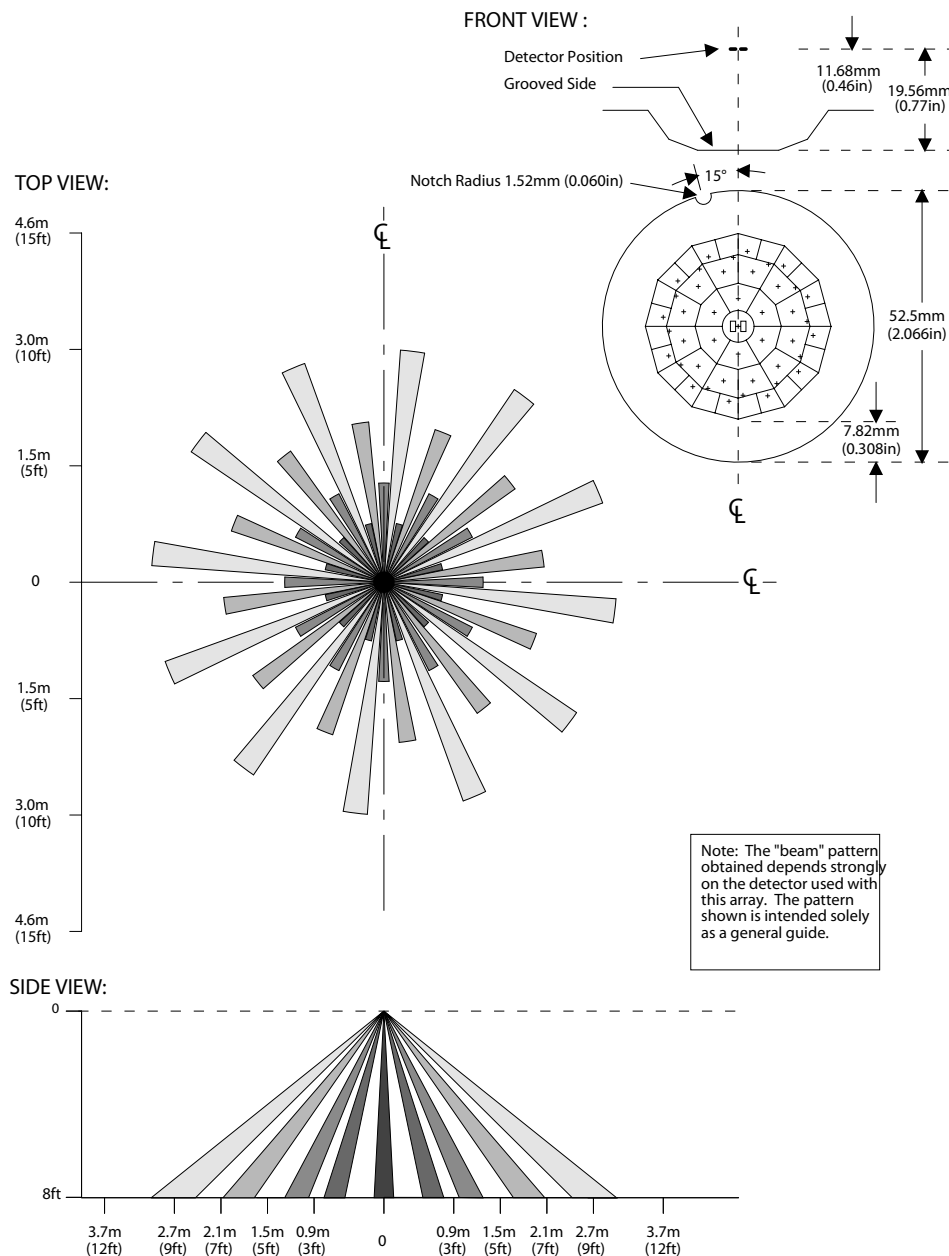 FRONT VIEW :
Detector Position
Grooved Side
11.68mm
(0.46in)
19.56mm
(0.77in)
TOP VIEW:
Notch Radius 1.52mm (0.060in)
15°
4.6m
(15ft)
℄
3.0m
(10ft)
52.5mm
(2.066in)
1.5m
(5ft)
7.82mm
(0.308in)
℄
0
℄
1.5m
(5ft)
3.0m
(10ft)
4.6m
(15ft)
Note: The "beam" pattern
obtained depends strongly
on the detector used with
this array. The pattern
shown is intended solely
as a general guide.
SIDE VIEW:
0
8ft
3.7m
(12ft)
2.7m
(9ft)
2.1m
(7ft)
1.5m
(5ft)
0.9m
(3ft)
0
0.9m
(3ft)
1.5m
(5ft)
2.1m
(7ft)
2.7m
(9ft)
3.7m
(12ft)